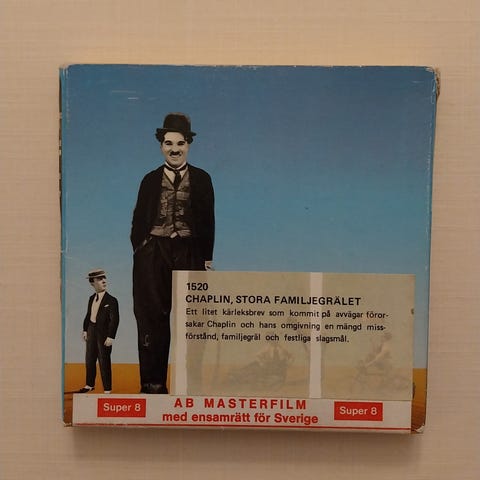 1520
CHAPLIN, STORA FAMILJEGRÄLET
Ett litet kärleksbrev som kommit på avvägar föror-
sakar Chaplin och hans omgivning en mängd miss-
förstånd, familjegräl och festliga slagsmål.
Super 8
AB MASTERFILM
med ensamrätt för Sverige
Super 8